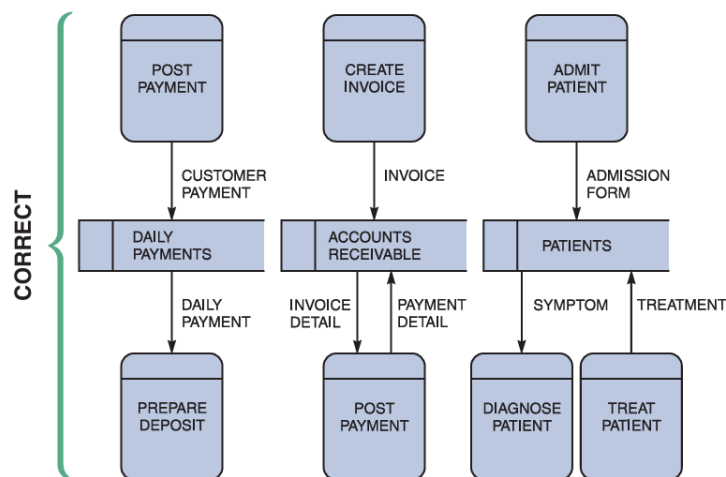 CORRECT
POST
PAYMENT
CREATE
INVOICE
ADMIT
PATIENT
CUSTOMER
PAYMENT
INVOICE
ADMISSION
FORM
DAILY
PAYMENTS
ACCOUNTS
RECEIVABLE
PATIENTS
DAILY
PAYMENT
INVOICE
DETAIL
PAYMENT
DETAIL
SYMPTOM
TREATMENT
PREPARE
DEPOSIT
POST
PAYMENT
DIAGNOSE
PATIENT
TREAT
PATIENT